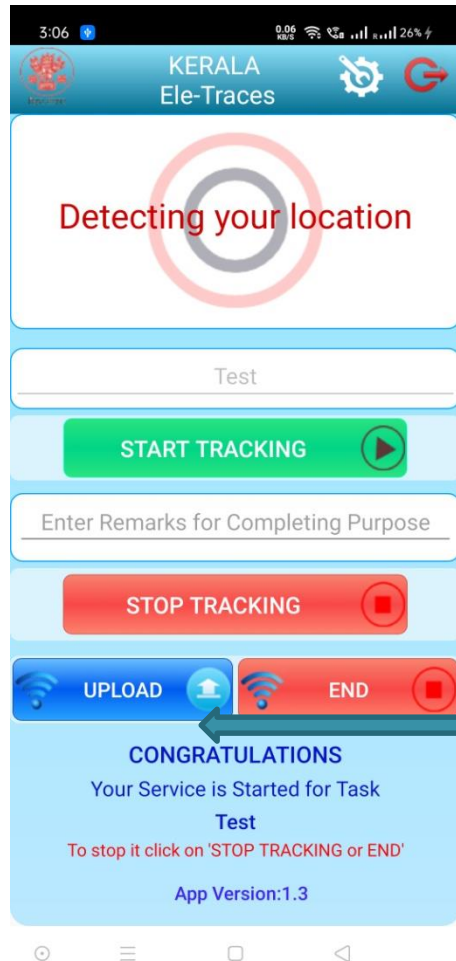 3:06
0.06
KB/S
R
26%
KERALA
Ele-Traces
Detecting your location
Test
START TRACKING
Enter Remarks for Completing Purpose
STOP TRACKING
UPLOAD
END
CONGRATULATIONS
Your Service is Started for Task
Test
To stop it click on 'STOP TRACKING or END'
App Version:1.3